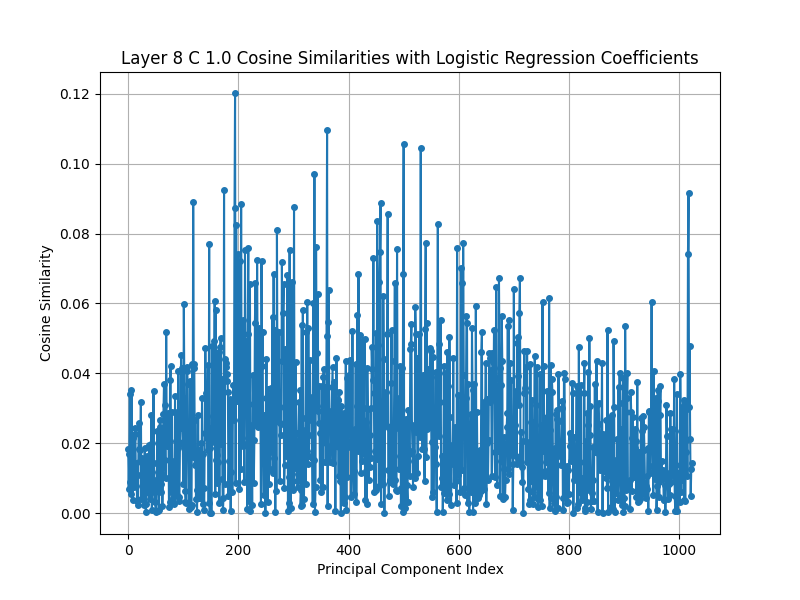 Layer 8 C 1.0 Cosine Similarities with Logistic Regression Coefficients
0.12
0.10
0.08
0.06
0.04
0.02
0.00
Cosine Similarity
0 200 400 600 800 1000
Principal Component Index